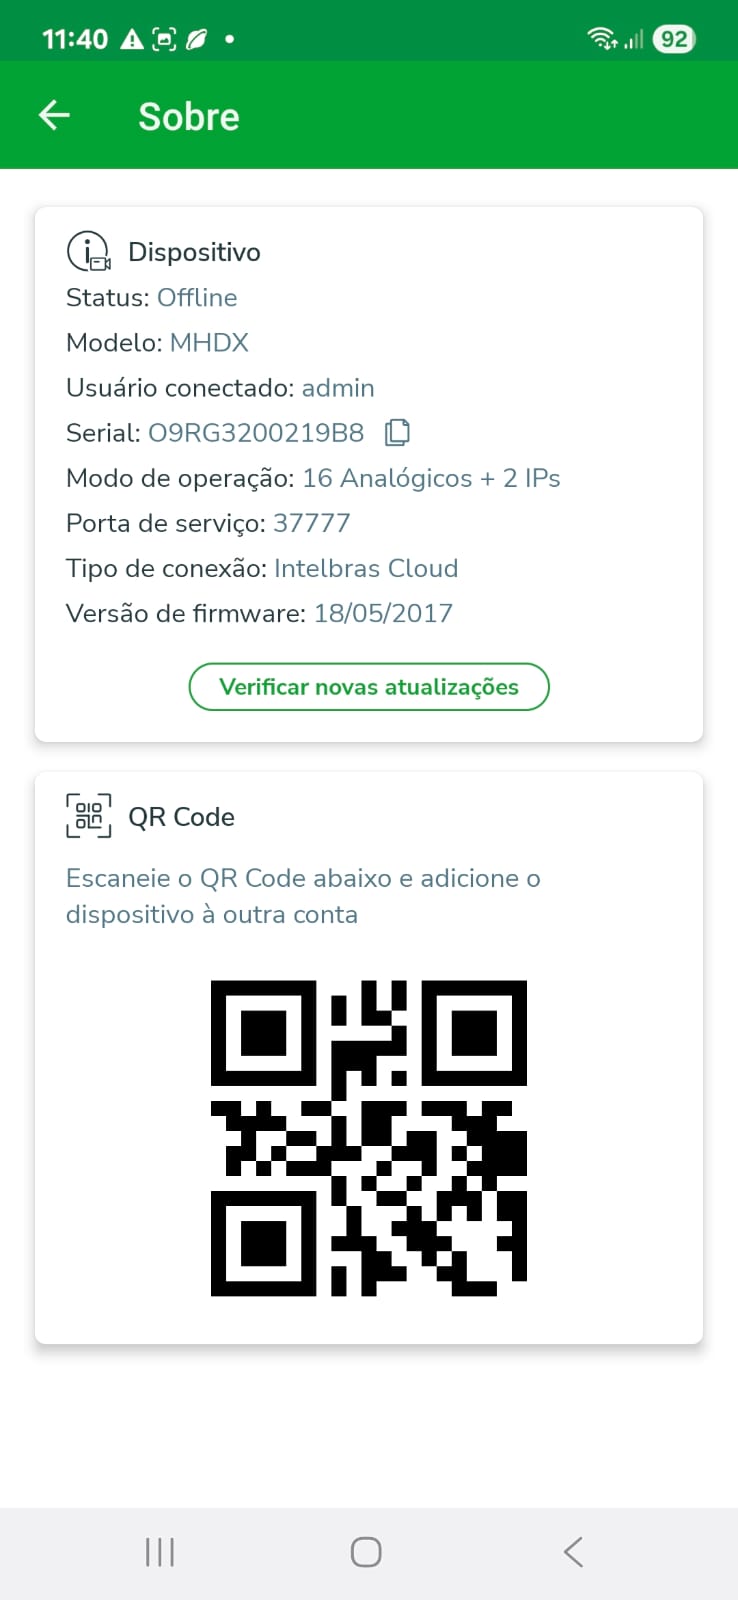 11:40
92
Sobre
Dispositivo
Status: Offline
Modelo: MHDX
Usuário conectado: admin
Serial: O9RG3200219B8
Modo de operação: 16 Analógicos + 2 IPs
Porta de serviço: 37777
Tipo de conexão: Intelbras Cloud
Versão de firmware: 18/05/2017
Verificar novas atualizações
QR Code
Escaneie o QR Code abaixo e adicione o
dispositivo à outra conta